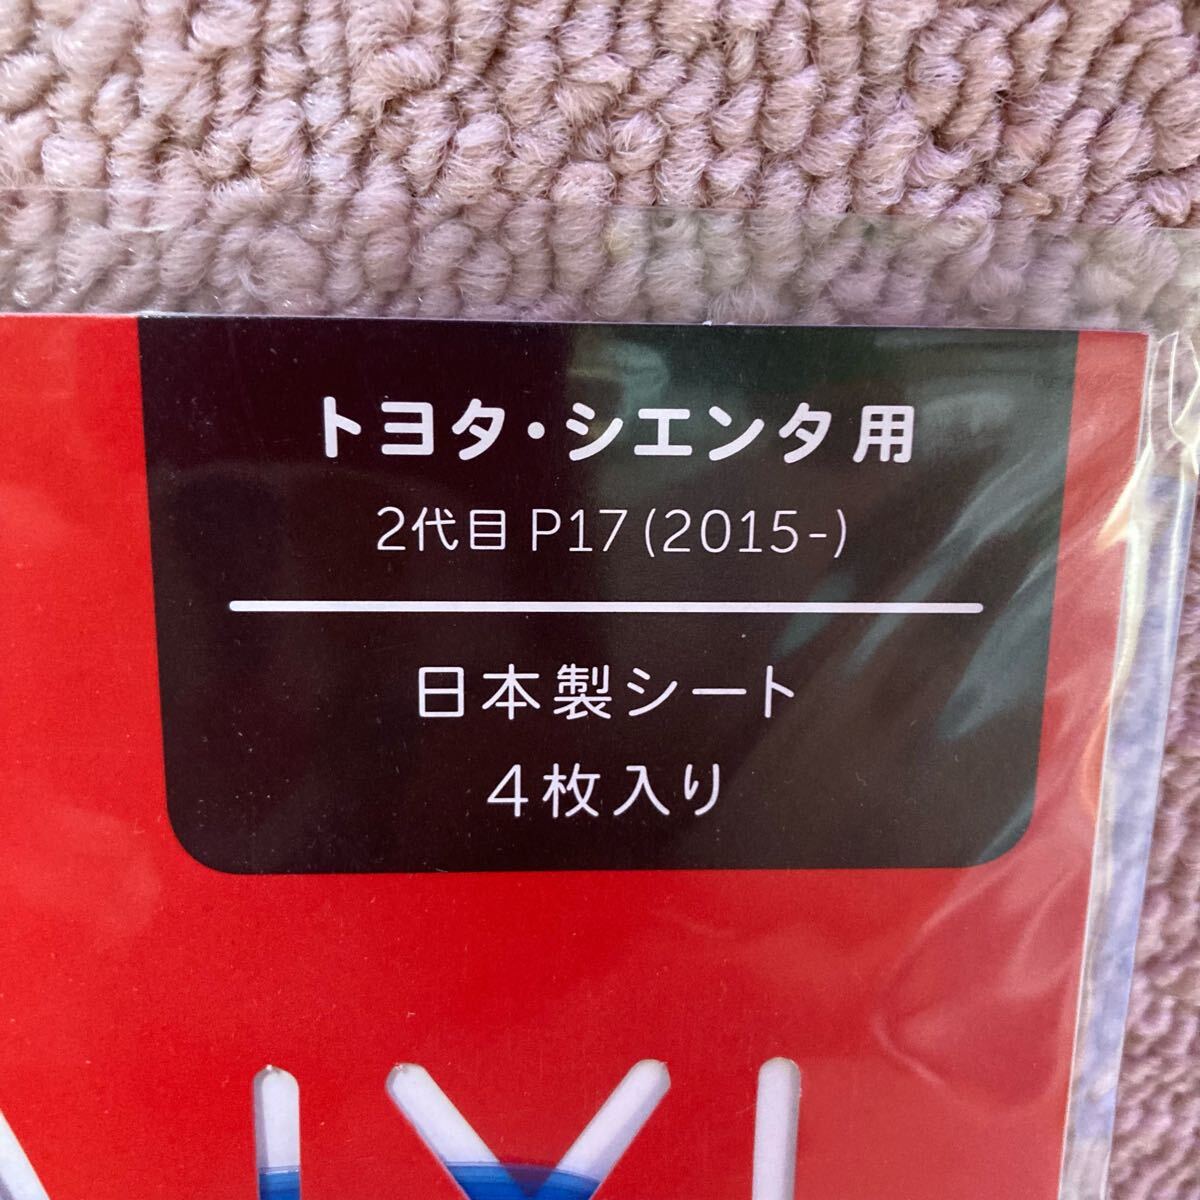 トヨタ・シエンタ用
2代目 P17 (2015-)
日本製シート
4枚入り